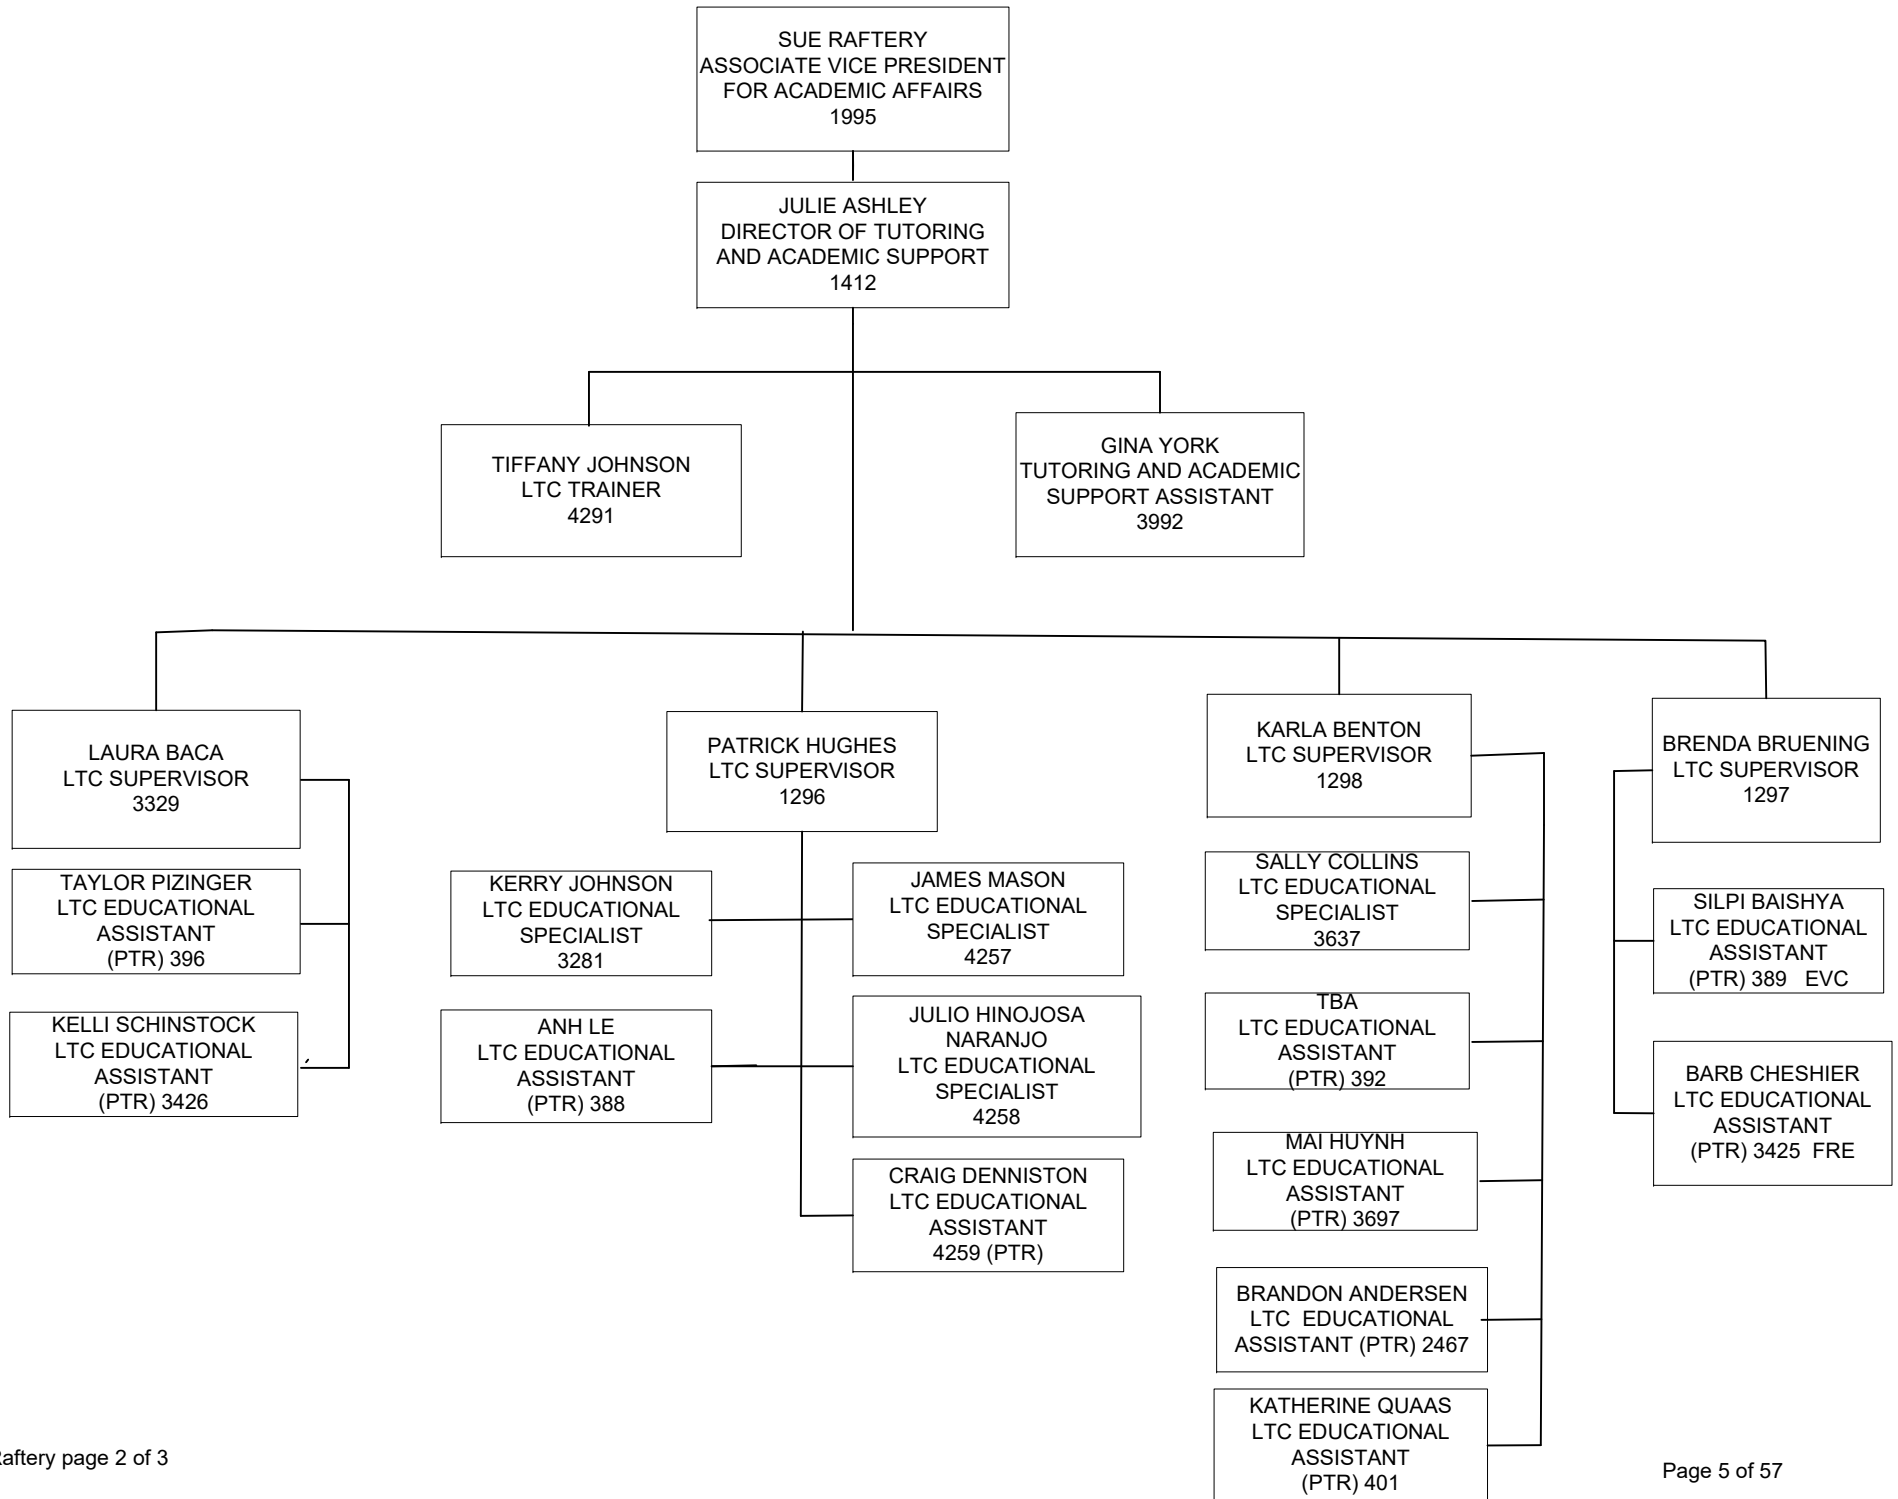 SUE RAFTERY
ASSOCIATE VICE PRESIDENT
FOR ACADEMIC AFFAIRS
1995
JULIE ASHLEY
DIRECTOR OF TUTORING
AND ACADEMIC SUPPORT
1412
TIFFANY JOHNSON
LTC TRAINER
4291
GINA YORK
TUTORING AND ACADEMIC
SUPPORT ASSISTANT
3992
LAURA BACA
LTC SUPERVISOR
3329
TAYLOR PIZINGER
LTC EDUCATIONAL
ASSISTANT
(PTR) 396
KELLI SCHINSTOCK
LTC EDUCATIONAL
ASSISTANT
(PTR) 3426
PATRICK HUGHES
LTC SUPERVISOR
1296
KERRY JOHNSON
LTC EDUCATIONAL
SPECIALIST
3281
JAMES MASON
LTC EDUCATIONAL
SPECIALIST
4257
ANH LE
LTC EDUCATIONAL
ASSISTANT
(PTR) 388
JULIO HINOJOSA
NARANJO
LTC EDUCATIONAL
SPECIALIST
4258
CRAIG DENNISTON
LTC EDUCATIONAL
ASSISTANT
4259 (PTR)
KARLA BENTON
LTC SUPERVISOR
1298
SALLY COLLINS
LTC EDUCATIONAL
SPECIALIST
3637
TBA
LTC EDUCATIONAL
ASSISTANT
(PTR) 392
MAI HUYNH
LTC EDUCATIONAL
ASSISTANT
(PTR) 3697
BRANDON ANDERSEN
LTC EDUCATIONAL
ASSISTANT (PTR) 2467
KATHERINE QUAAS
LTC EDUCATIONAL
ASSISTANT
(PTR) 401
BRENDA BRUENING
LTC SUPERVISOR
1297
SILPI BAISHYA
LTC EDUCATIONAL
ASSISTANT
(PTR) 389 EVC
BARB CHESHIER
LTC EDUCATIONAL
ASSISTANT
(PTR) 3425 FRE
aftery page 2 of 3
Page 5 of 57